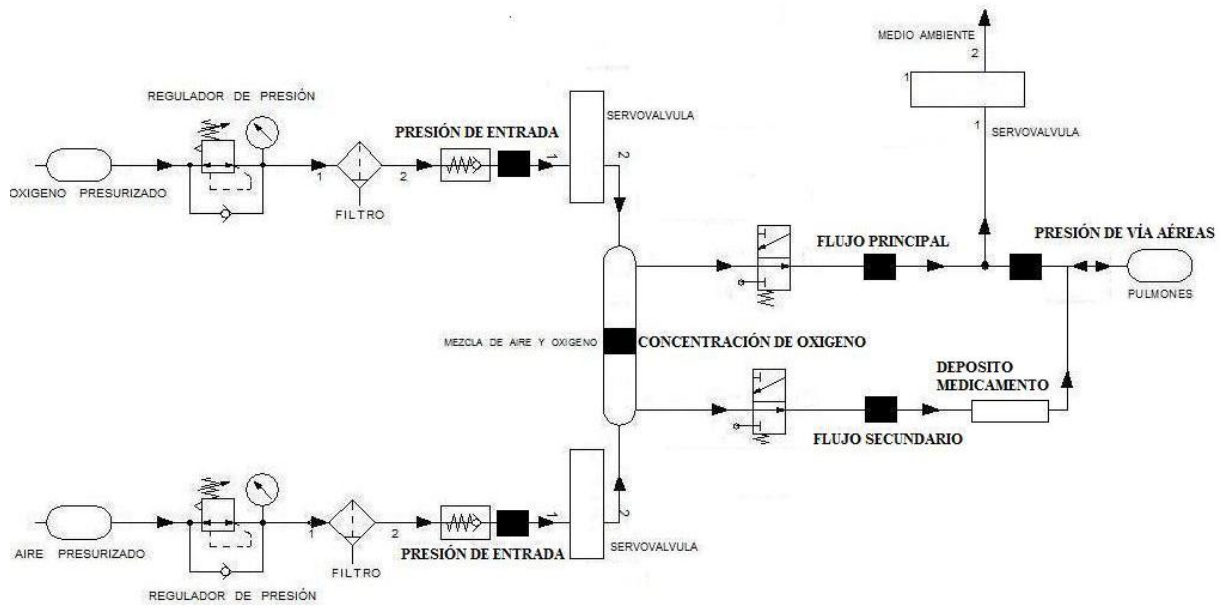 MEDIO AMBIENTE
2
1
REGULADOR DE PRESIÓN
SERVOVALVULA
PRESIÓN DE ENTRADA
1
SERVOVALVULA
1
2
OXIGENO PRESURIZADO
1
2
FILTRO
FLUJO PRINCIPAL
PRESIÓN DE VÍA AÉREAS
PULMONES
MEZCLA DE AIRE Y OXIGENO
CONCENTRACIÓN DE OXIGENO
DEPOSITO
MEDICAMENTO
FLUJO SECUNDARIO
1
2
1
2
AIRE PRESURIZADO
PRESIÓN DE ENTRADA
SERVOVALVULA
FILTRO
REGULADOR DE PRESIÓN